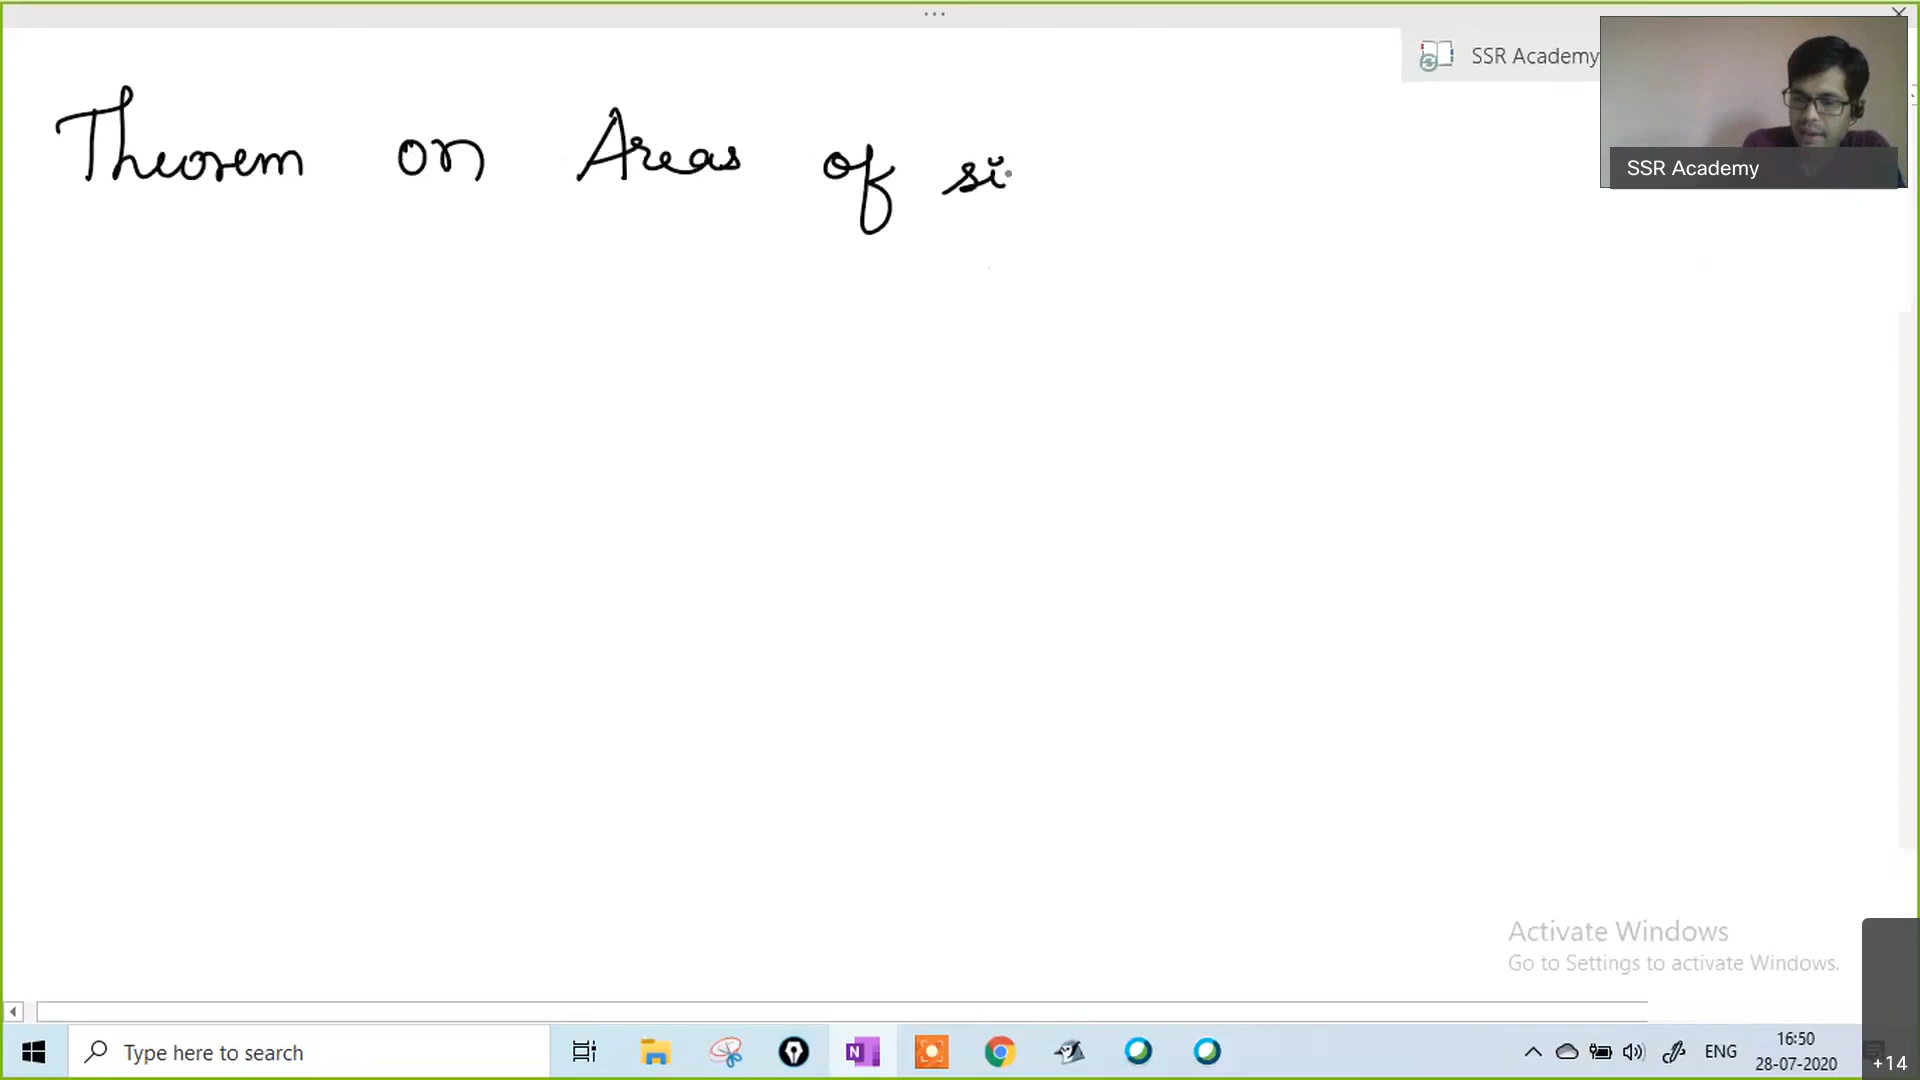 SSR Academy
Theorem on Areas of si
SSR Academy
Activate Windows
Go to Settings to activate Windows.
Type here to search
ENG
16:50
28-07-2020
+14